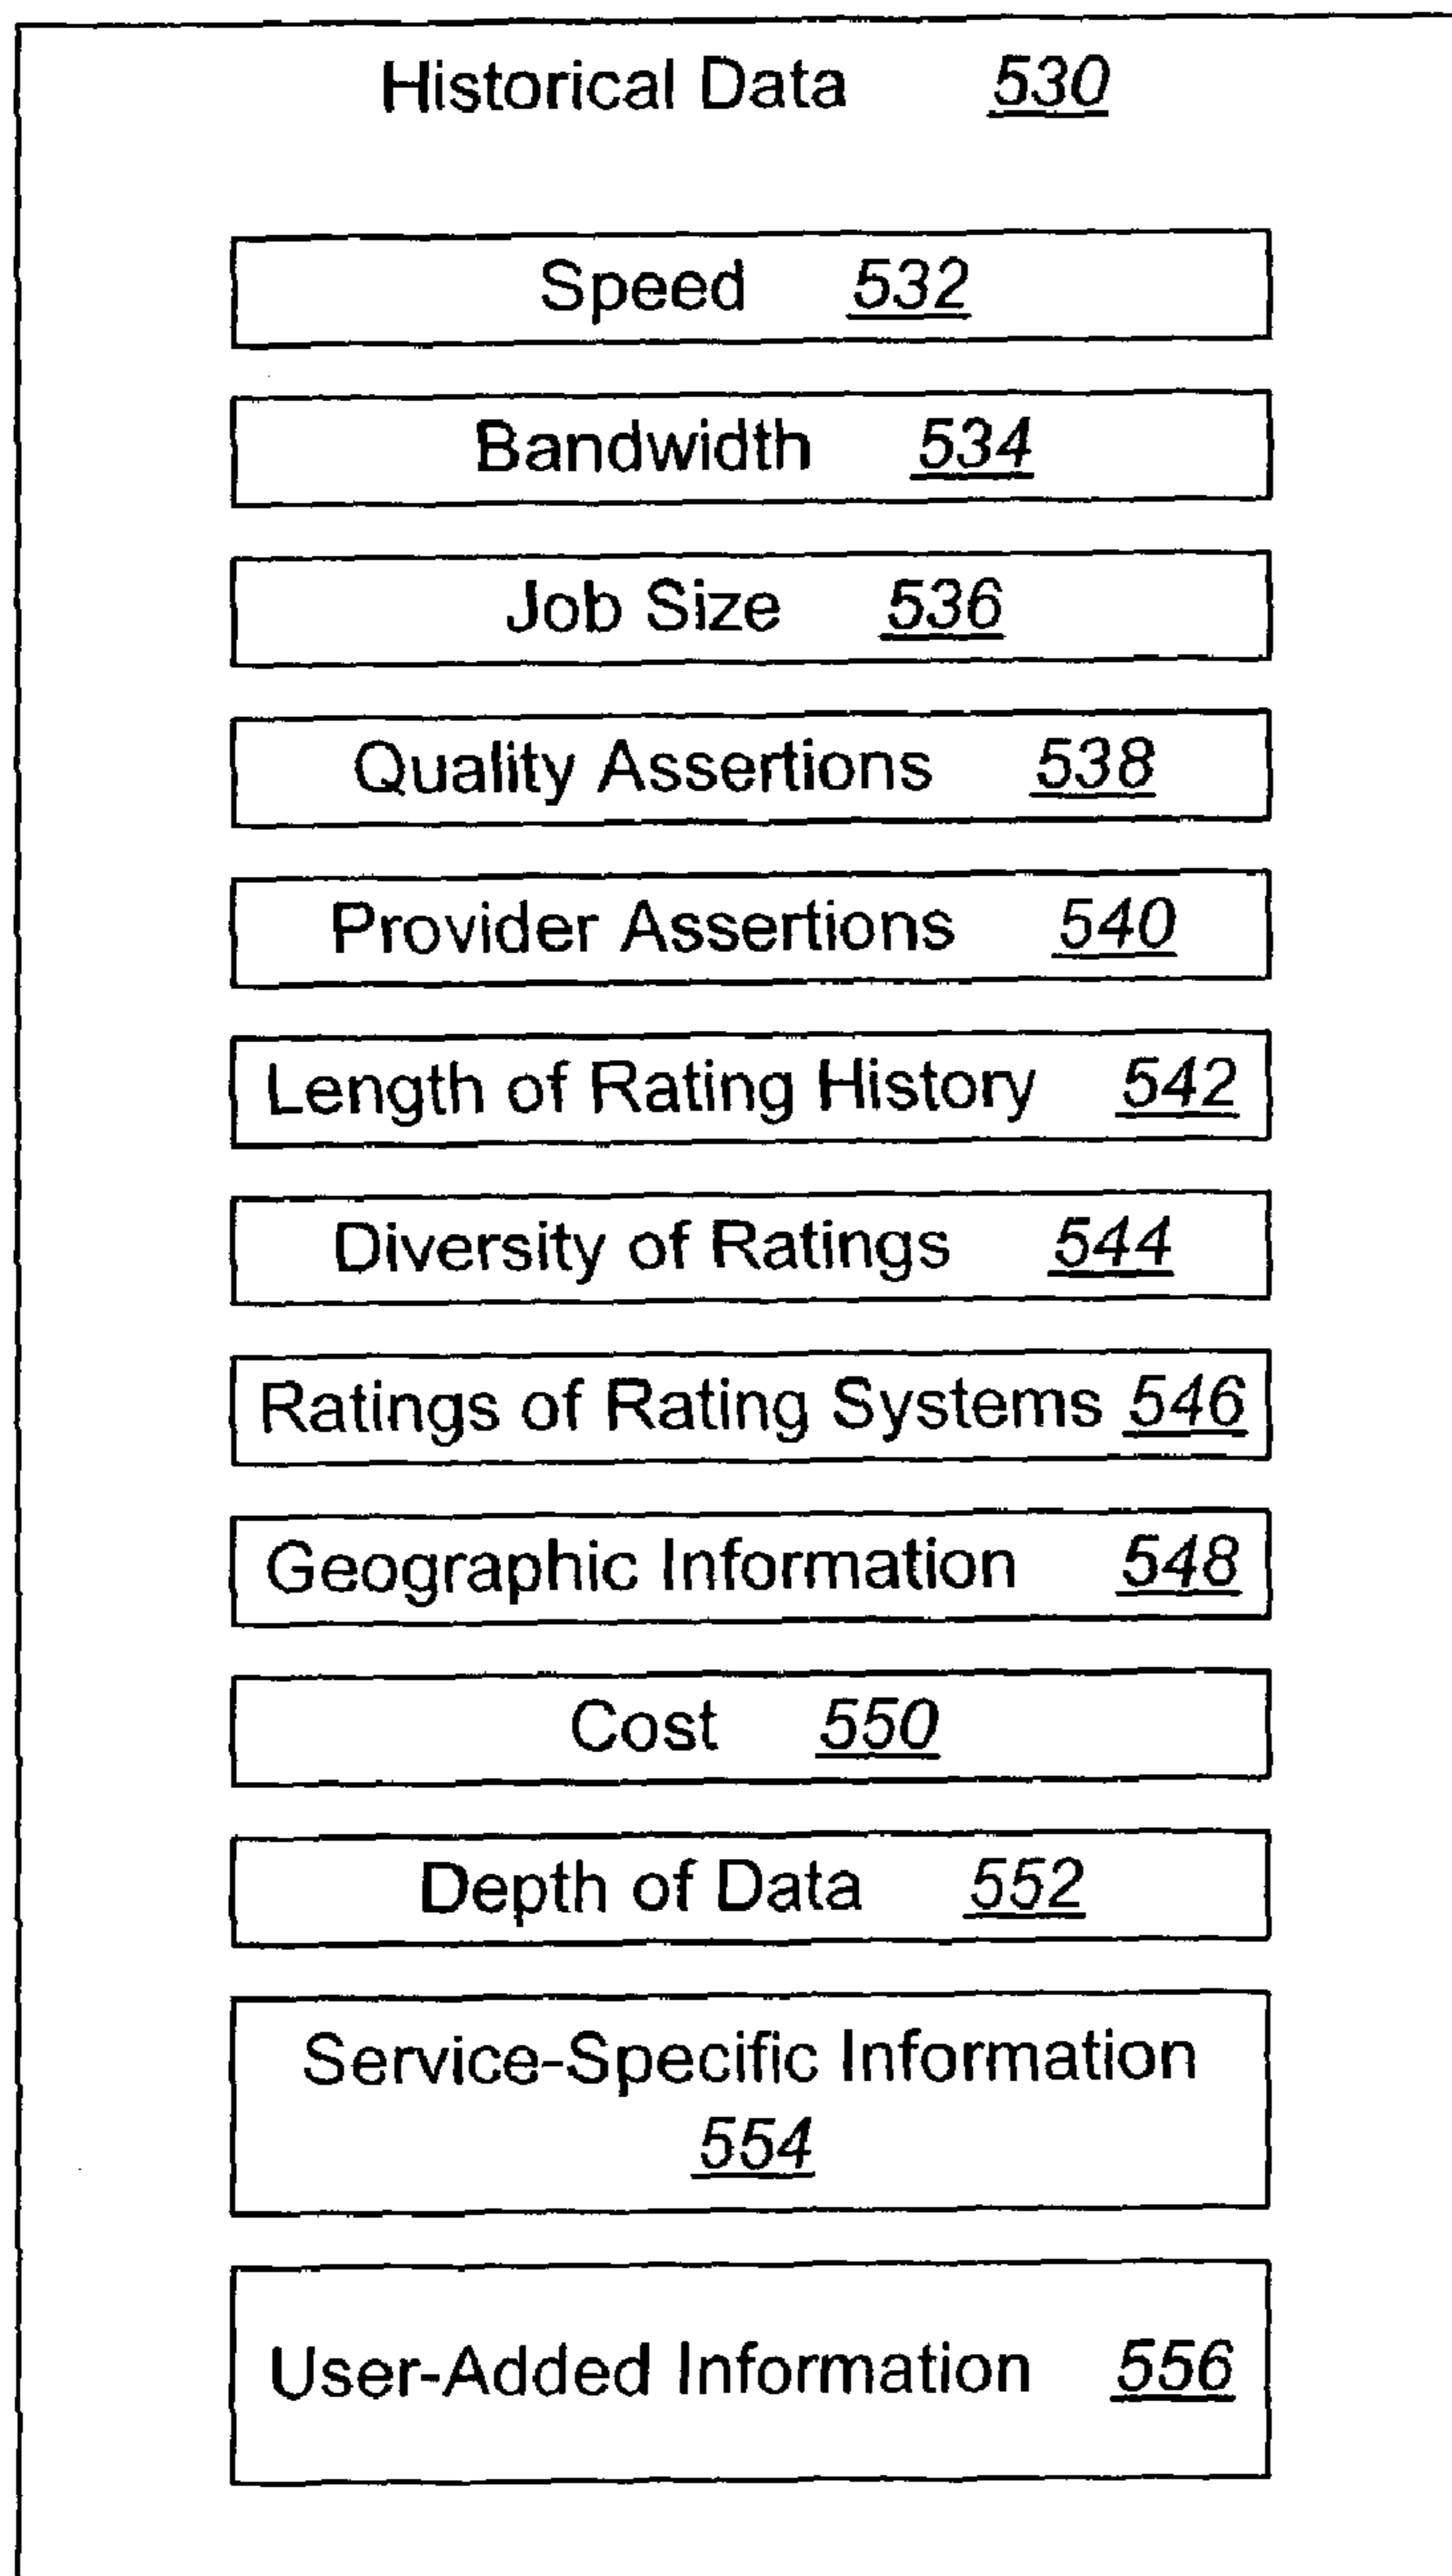 Historical Data 530
Speed 532
Bandwidth 534
Job Size 536
Quality Assertions 538
Provider Assertions 540
Length of Rating History 542
Diversity of Ratings 544
Ratings of Rating Systems 546
Geographic Information 548
Cost 550
Depth of Data 552
Service-Specific Information
554
User-Added Information 556